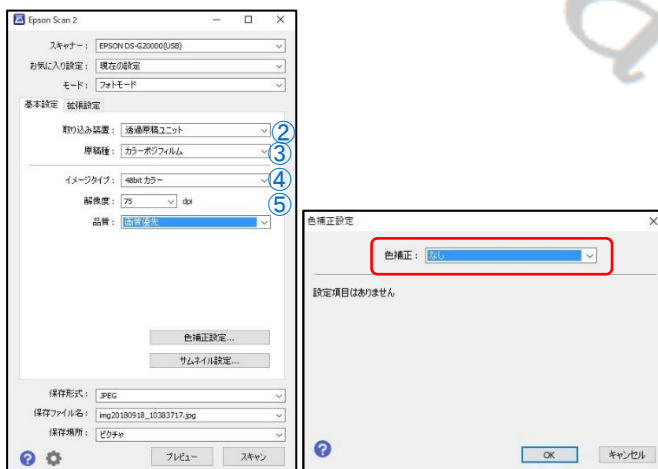 Epson Scan 2
スキャナー： EPSON DS-G20000(USB)
お気に入り設定： 現在の設定
モード： フォトモード
基本設定 拡張設定
取り込み装置： 透過原稿ユニット ②
原稿種： カラーポジフィルム ③
イメージタイプ： 48bit カラー ④
解像度： 75 dpi ⑤
品質： 画質優先
色補正設定...
サムネイル設定...
保存形式： JPEG
保存ファイル名： img20180918_10383717.jpg
保存場所： ピクチャ
プレビュー スキャン
色補正設定
色補正： なし
設定項目はありません
OK キャンセル